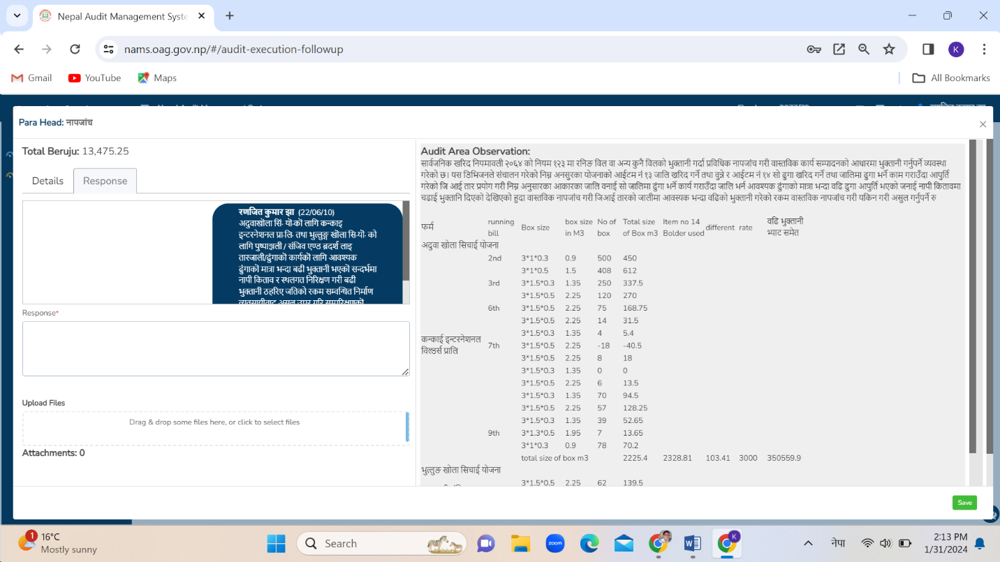 Nepal Audit Management Syste
nams.oag.gov.np/#/audit-execution-followup
K
Gmail
YouTube
Maps
All Bookmarks
Para Head: नापजांच
Total Beruju: 13,475.25
Details
Response
रणजित कुमार झा (22/06/10)
अदुवाखोला सिं. यो.को लागि कन्काइ
इन्टरनेशनल प्रा.लि. तथा भुत्लुङ्ग खोला सि.यो. को
लागि पुष्पाञ्जली / संजिव एण्ड ब्रदर्श लाइ
तारजाली/ढुंगाको कार्यको लागि आवश्यक
ढुंगाको मात्रा भन्दा बढी भुक्तानी भएको सन्दर्भमा
नापी किताव र स्थलगत निरिक्षण गरी बढी
भुक्तानी ठहरिए जतिको रकम सम्वन्धित निर्माण
Response*
Upload Files
Drag & drop some files here, or click to select files
Attachments: 0
Audit Area Observation:
सार्वजनिक खरिद नियमावली २०६४ को नियम १२३ मा रनिङ विल वा अन्य कुनै विलको भुक्तानी गर्दा प्रविधिक नापजांच गरी वास्तविक कार्य सम्पादनको आधारमा भुक्तानी गर्नुपर्ने व्यवस्था
गरेको छ। यस डिभिजनले संचालन गरेको निम्न अनसुरका योजनाको आईटम नं १३ जालि खरिद गर्ने तथा वुन्ने र आईटम नं १४ सो ढुगा खरिद गर्ने तथा जालिमा ढुगा भर्ने काम गराउँदा आपुर्ति
गरेको जि आई तार प्रयोग गरी निम्न अनुसारका आकारका जालि वनाई सो जालिमा ढुंगा भर्ने कार्य गराउँदा जालि भर्न आवश्यक ढुंगाको मात्रा भन्दा वढि ढुगा आपुर्ति भएको जनाई नापी कितावमा
चढाई भुक्तानि दिएको देखिएको हुदा वास्तविक नापजांच गरी जिआई तारको जालीमा आवस्यक भन्दा वढिको भुक्तानी गरेको रकम वास्तविक नापजांच गरी यकिन गरी असुल गर्नुपर्ने रु
फर्म running bill Box size box size in M3 No of box Total size of Box m3 Item no 14 Bolder used different rate वढि भुक्तानी भ्याट समेत
अदुवा खोला सिचाई योजना
2nd 3*1*0.3 0.9 500 450
3*1*0.5 1.5 408 612
3rd 3*1.5*0.3 1.35 250 337.5
3*1.5*0.5 2.25 120 270
6th 3*1.5*0.5 2.25 75 168.75
3*1.5*0.5 2.25 14 31.5
3*1.5*0.3 1.35 4 5.4
कन्काई इन्टरनेशनल विल्डर्स प्रालि 7th 3*1.5*0.5 2.25 -18 -40.5
3*1.5*0.5 2.25 8 18
3*1.5*0.3 1.35 0 0
3*1.5*0.5 2.25 6 13.5
3*1.5*0.3 1.35 70 94.5
3*1.5*0.5 2.25 57 128.25
3*1.5*0.3 1.35 39 52.65
9th 3*1.3*0.5 1.95 7 13.65
3*1*0.3 0.9 78 70.2
total size of box m3 2225.4 2328.81 103.41 3000 350559.9
भुत्लुङ खोला सिचाई योजना
3*1.5*0.5 2.25 62 139.5
Save
1
16°C
Mostly sunny
Search
zoom
K
नेपा
2:13 PM
1/31/2024